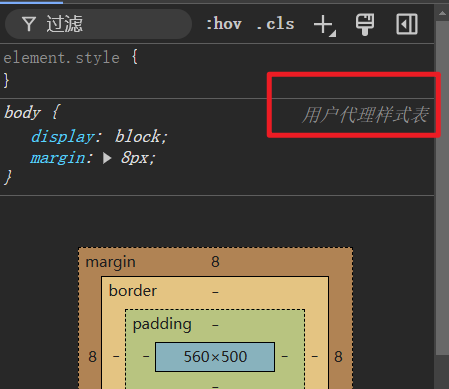 过滤 :hov .cls
element.style {
}
body { 用户代理样式表
display: block;
margin: 8px;
}
margin 8
border -
padding -
8 - - 560×500 - - 8
-